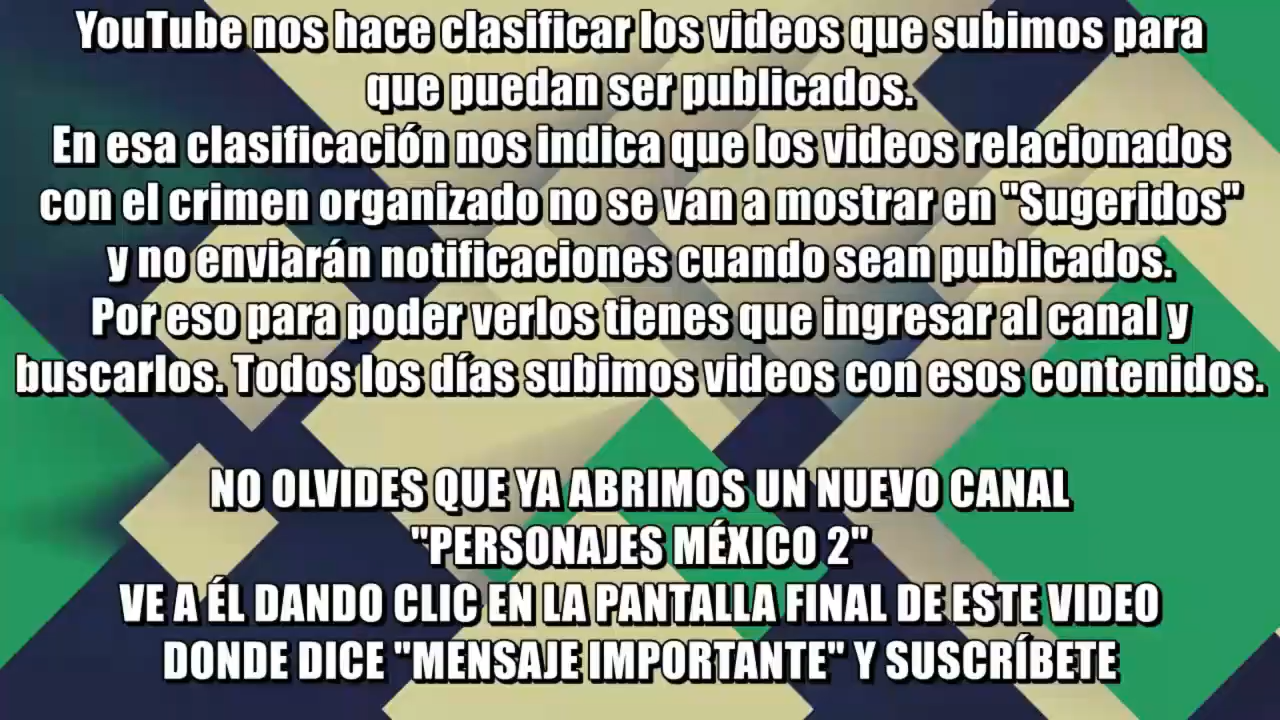 YouTube nos hace clasificar los videos que subimos para
que puedan ser publicados.
En esa clasificación nos indica que los videos relacionados
con el crimen organizado no se van a mostrar en "Sugeridos"
y no enviarán notificaciones cuando sean publicados.
Por eso para poder verlos tienes que ingresar al canal y
buscarlos. Todos los días subimos videos con esos contenidos.
NO OLVIDES QUE YA ABRIMOS UN NUEVO CANAL
"PERSONAJES MÉXICO 2"
VE A ÉL DANDO CLIC EN LA PANTALLA FINAL DE ESTE VIDEO
DONDE DICE "MENSAJE IMPORTANTE" Y SUSCRÍBETE